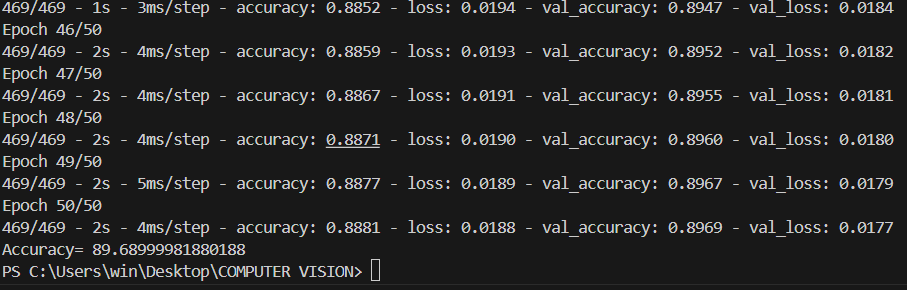 469/469 - 1s - 3ms/step - accuracy: 0.8852 - loss: 0.0194 - val_accuracy: 0.8947 - val_loss: 0.0184
Epoch 46/50
469/469 - 2s - 4ms/step - accuracy: 0.8859 - loss: 0.0193 - val_accuracy: 0.8952 - val_loss: 0.0182
Epoch 47/50
469/469 - 2s - 4ms/step - accuracy: 0.8867 - loss: 0.0191 - val_accuracy: 0.8955 - val_loss: 0.0181
Epoch 48/50
469/469 - 2s - 4ms/step - accuracy: 0.8871 - loss: 0.0190 - val_accuracy: 0.8960 - val_loss: 0.0180
Epoch 49/50
469/469 - 2s - 5ms/step - accuracy: 0.8877 - loss: 0.0189 - val_accuracy: 0.8967 - val_loss: 0.0179
Epoch 50/50
469/469 - 2s - 4ms/step - accuracy: 0.8881 - loss: 0.0188 - val_accuracy: 0.8969 - val_loss: 0.0177
Accuracy= 89.68999981880188
PS C:\Users\win\Desktop\COMPUTER VISION>